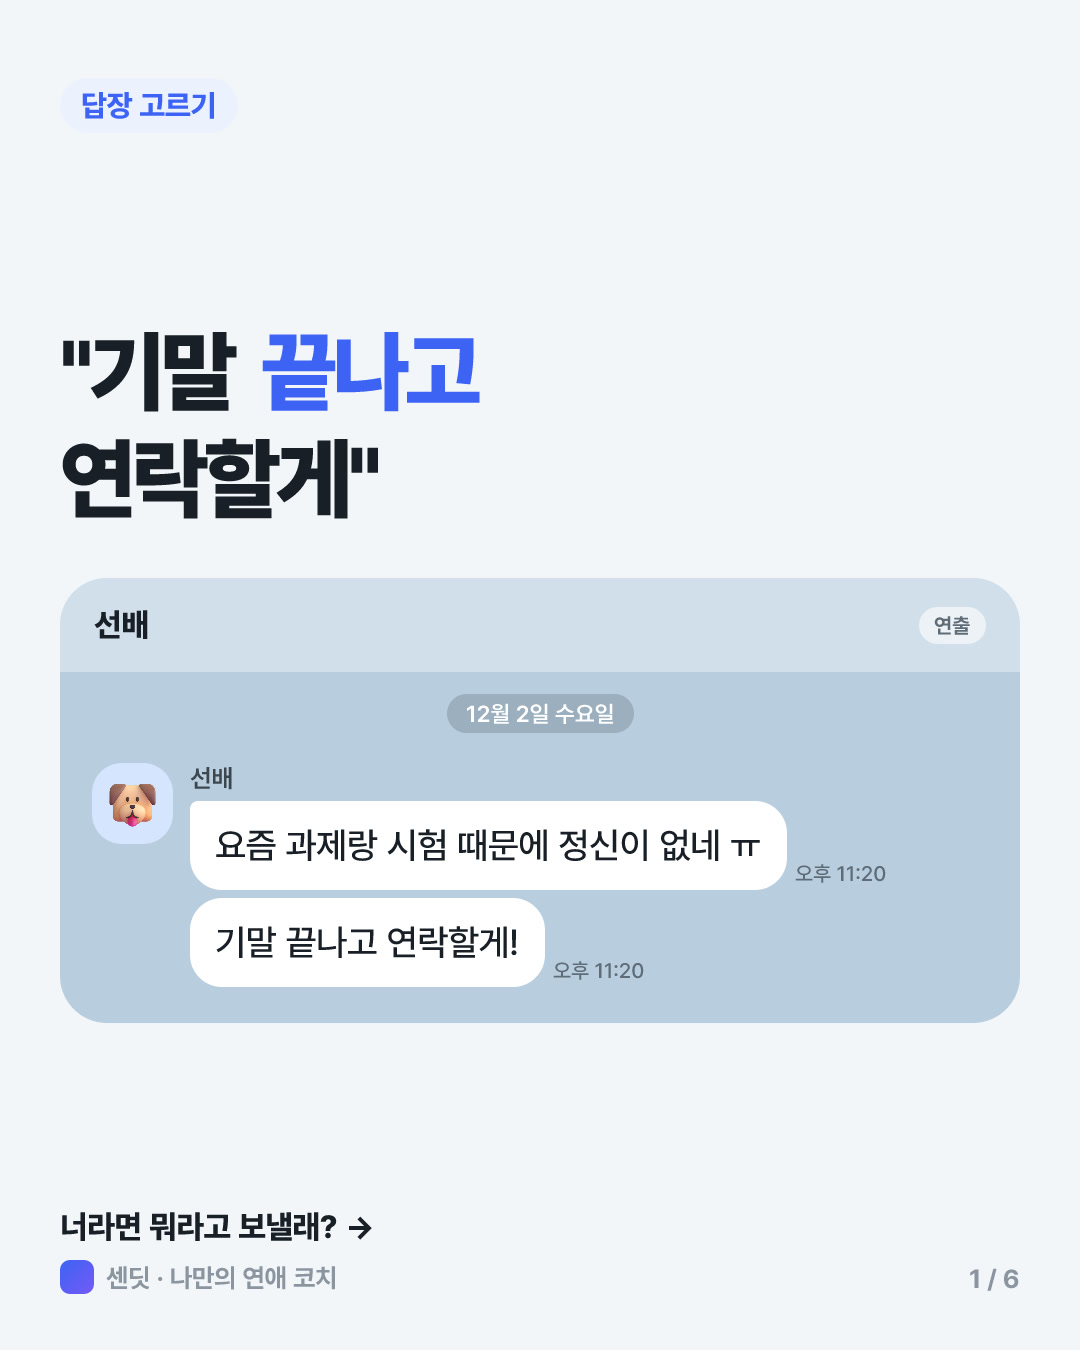 답장 고르기
"기말 끝나고
연락할게"
선배
연출
12월 2일 수요일
선배
요즘 과제랑 시험 때문에 정신이 없네 ㅠ
오후 11:20
기말 끝나고 연락할게!
오후 11:20
너라면 뭐라고 보낼래? →
센딧 · 나만의 연애 코치
1 / 6